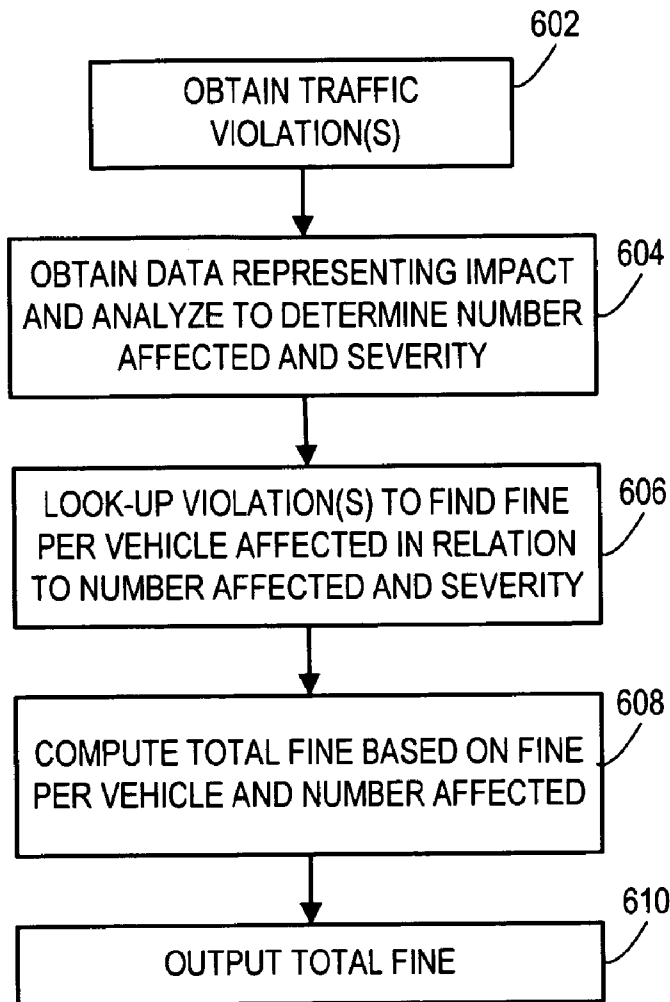 602
OBTAIN TRAFFIC
VIOLATION(S)
604
OBTAIN DATA REPRESENTING IMPACT
AND ANALYZE TO DETERMINE NUMBER
AFFECTED AND SEVERITY
606
LOOK-UP VIOLATION(S) TO FIND FINE
PER VEHICLE AFFECTED IN RELATION
TO NUMBER AFFECTED AND SEVERITY
608
COMPUTE TOTAL FINE BASED ON FINE
PER VEHICLE AND NUMBER AFFECTED
610
OUTPUT TOTAL FINE